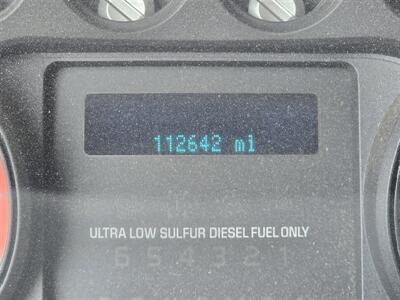 112642 mi
ULTRA LOW SULFUR DIESEL FUEL ONLY
6 5 4 3 2 1